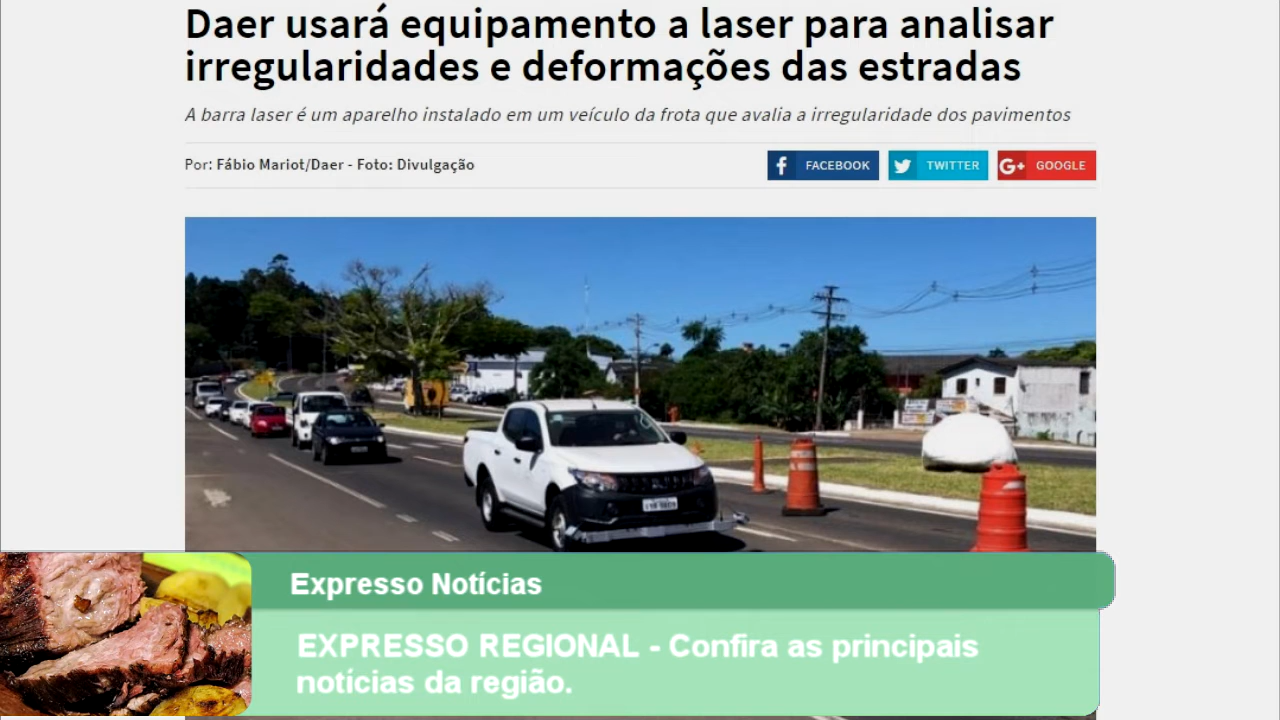 Daer usará equipamento a laser para analisar
irregularidades e deformações das estradas
A barra laser é um aparelho instalado em um veículo da frota que avalia a irregularidade dos pavimentos
Por: Fábio Mariot/Daer - Foto: Divulgação
FACEBOOK
TWITTER
G+ GOOGLE
Expresso Notícias
EXPRESSO REGIONAL - Confira as principais
notícias da região.